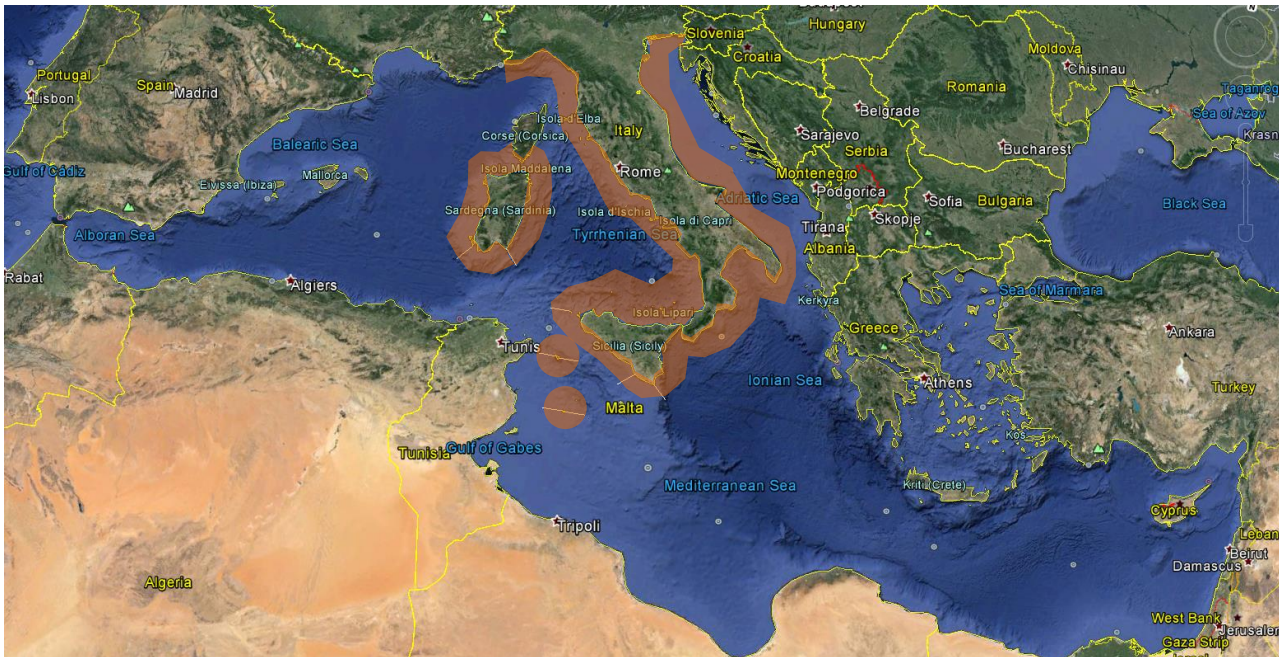 Hungary
Slovenia
Croatia
Moldova
Chisinau
Portugal
Spain
Madrid
Lisbon
Romania
Taganrog
Sea of Azov
Krasn
Belgrade
Isola d'Elba
Corse (Corsica)
Italy
Sarajevo
Serbia
Bucharest
Balearic Sea
Gulf of Cádiz
Mallorca
Eivissa (Ibiza)
Isola Maddalena
Rome
Montenegro
Podgorica
Adriatic Sea
Sofia
Bulgaria
Black Sea
Sardegna (Sardinia)
Isola d'Ischia
Isola di Capri
Skopje
Tirana
Alboran Sea
Tyrrhenian Sea
Albania
Rabat
Algiers
Sea of Marmara
Kerkyra
Isola Lipari
Greece
Ankara
Tunis
Sicilia (Sicily)
Ionian Sea
Athens
Turkey
Malta
Kos
Tunisia
Gulf of Gabes
Mediterranean Sea
Kriti (Crete)
Cyprus
Tripoli
Leban
Beirut
Damascus
Algeria
West Bank
Jerusaler
Gaza Strip